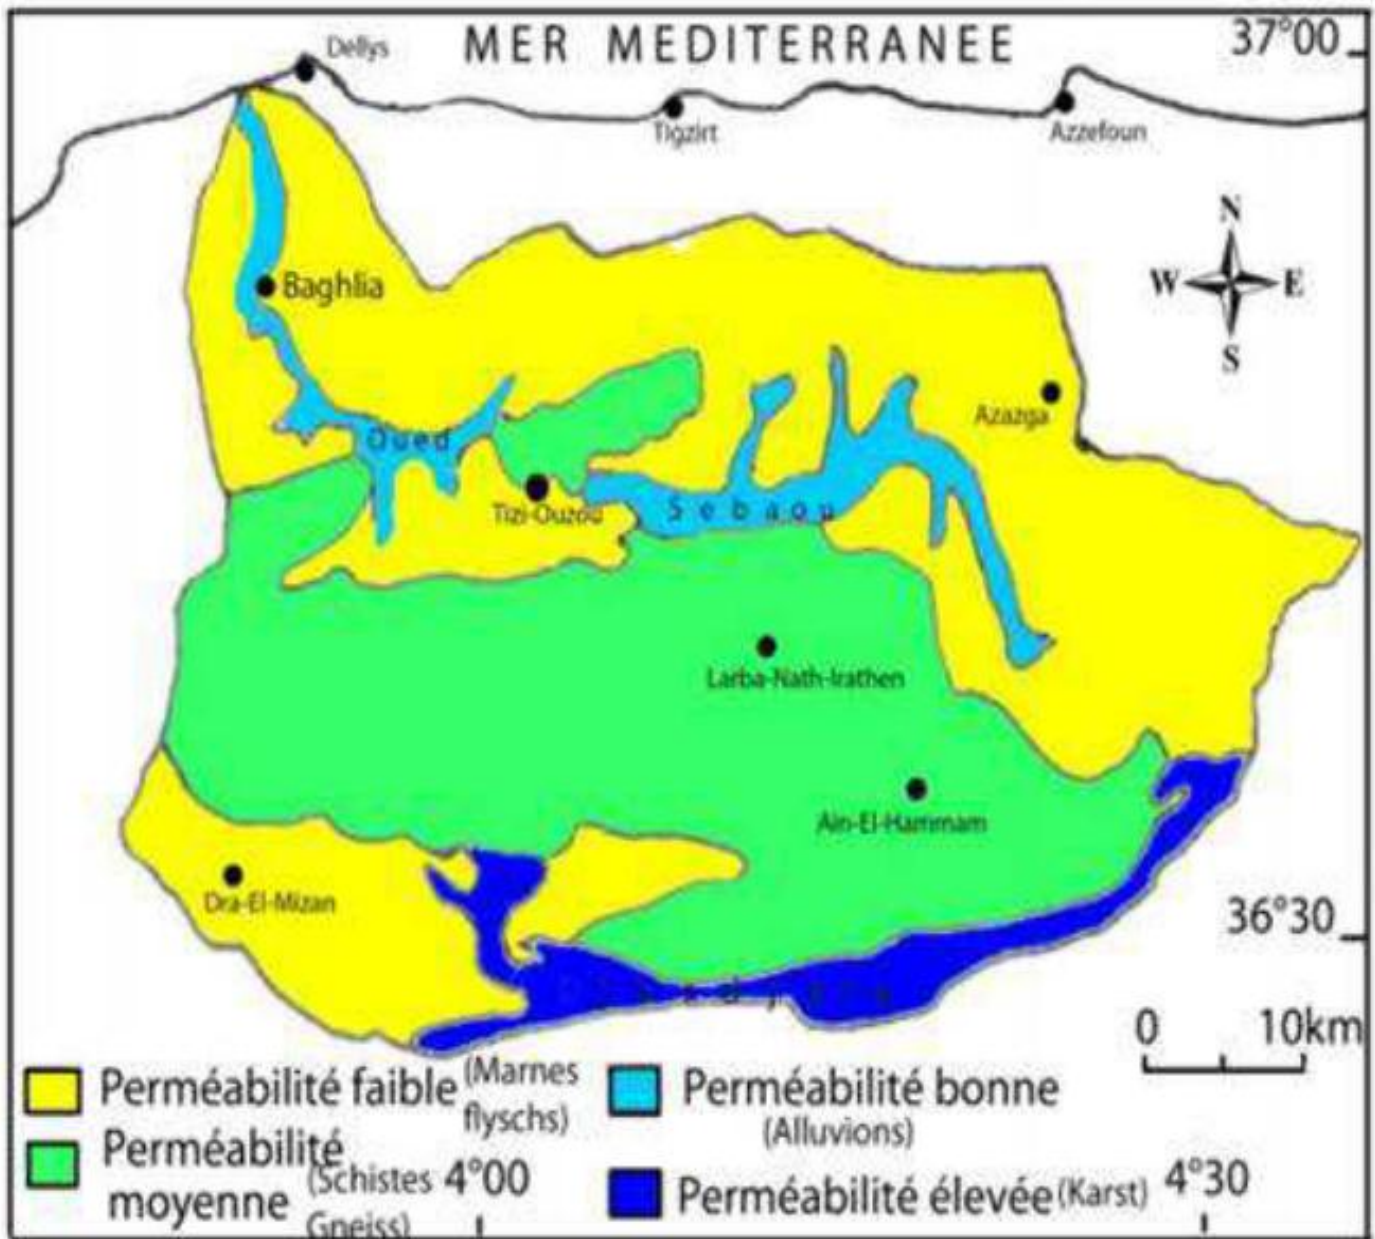 Dellys
MER MEDITERRANEE
37°00
Tigzirt
Azzefoun
N
W E
S
Baghlia
Azazga
Oued
Tizi-Ouzou
Sebaou
Larba-Nath-Irathen
Ain-El-Hammam
Dra-El-Mizan
36°30
0 10km
Perméabilité faible (Marnes
flyschs)
Perméabilité bonne
(Alluvions)
Perméabilité
moyenne (Schistes
Gneiss)
4°00
Perméabilité élevée (Karst)
4°30